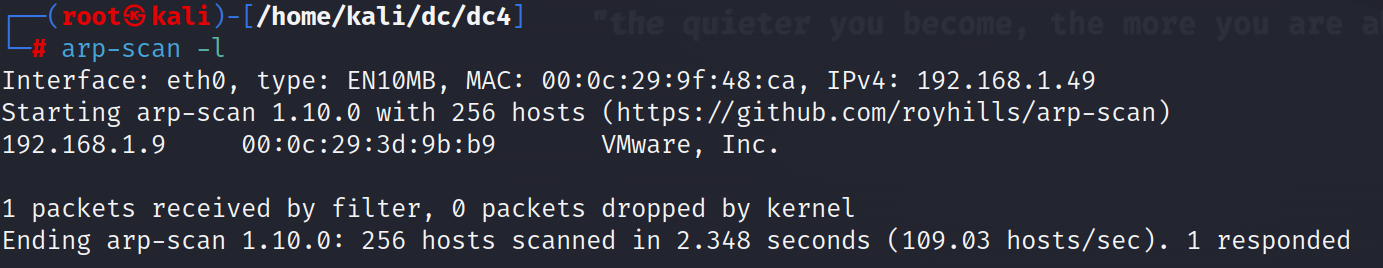 ┌──(root㉿kali)-[/home/kali/dc/dc4]
"the quieter you become, the more you are a
└─# arp-scan -l
Interface: eth0, type: EN10MB, MAC: 00:0c:29:9f:48:ca, IPv4: 192.168.1.49
Starting arp-scan 1.10.0 with 256 hosts (https://github.com/royhills/arp-scan)
192.168.1.9     00:0c:29:3d:9b:b9       VMware, Inc.
1 packets received by filter, 0 packets dropped by kernel
Ending arp-scan 1.10.0: 256 hosts scanned in 2.348 seconds (109.03 hosts/sec). 1 responded